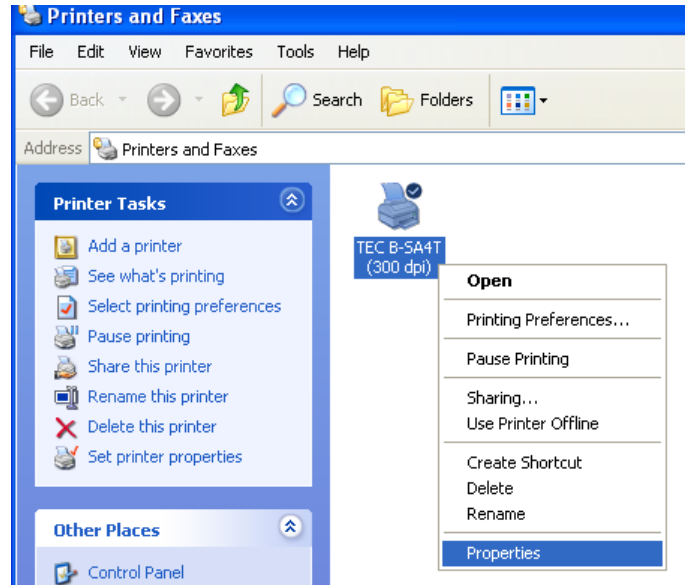 Printers and Faxes
File Edit View Favorites Tools Help
Back Search Folders
Address Printers and Faxes
Printer Tasks
Add a printer
See what's printing
Select printing preferences
Pause printing
Share this printer
Rename this printer
Delete this printer
Set printer properties
Other Places
Control Panel
TEC B-SA4T
(300 dpi)
Open
Printing Preferences...
Pause Printing
Sharing...
Use Printer Offline
Create Shortcut
Delete
Rename
Properties